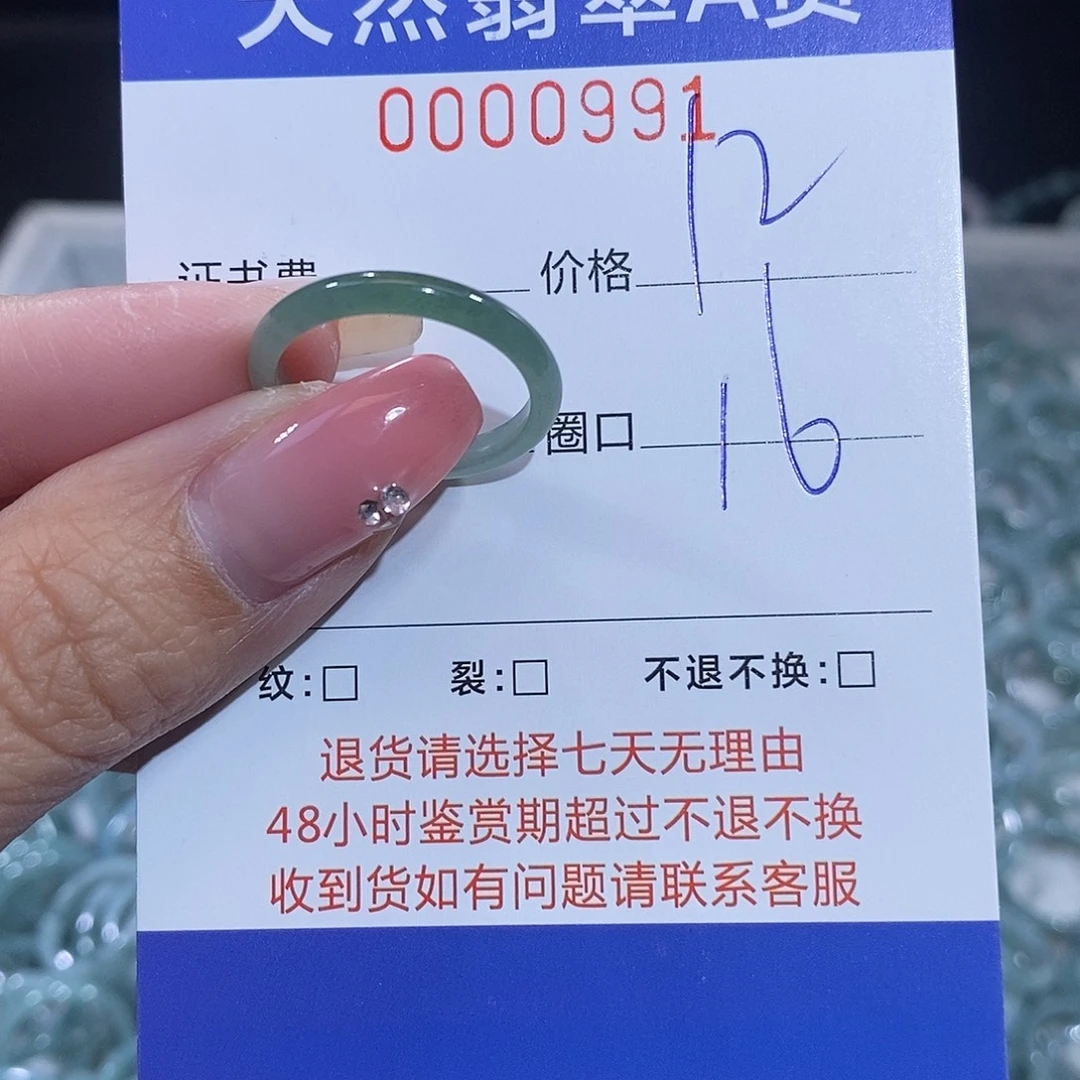 天然翡翠A货
0000991
证书费 价格 12
圈口 16
纹:□ 裂:□ 不退不换:□
退货请选择七天无理由
48小时鉴赏期超过不退不换
收到货如有问题请联系客服